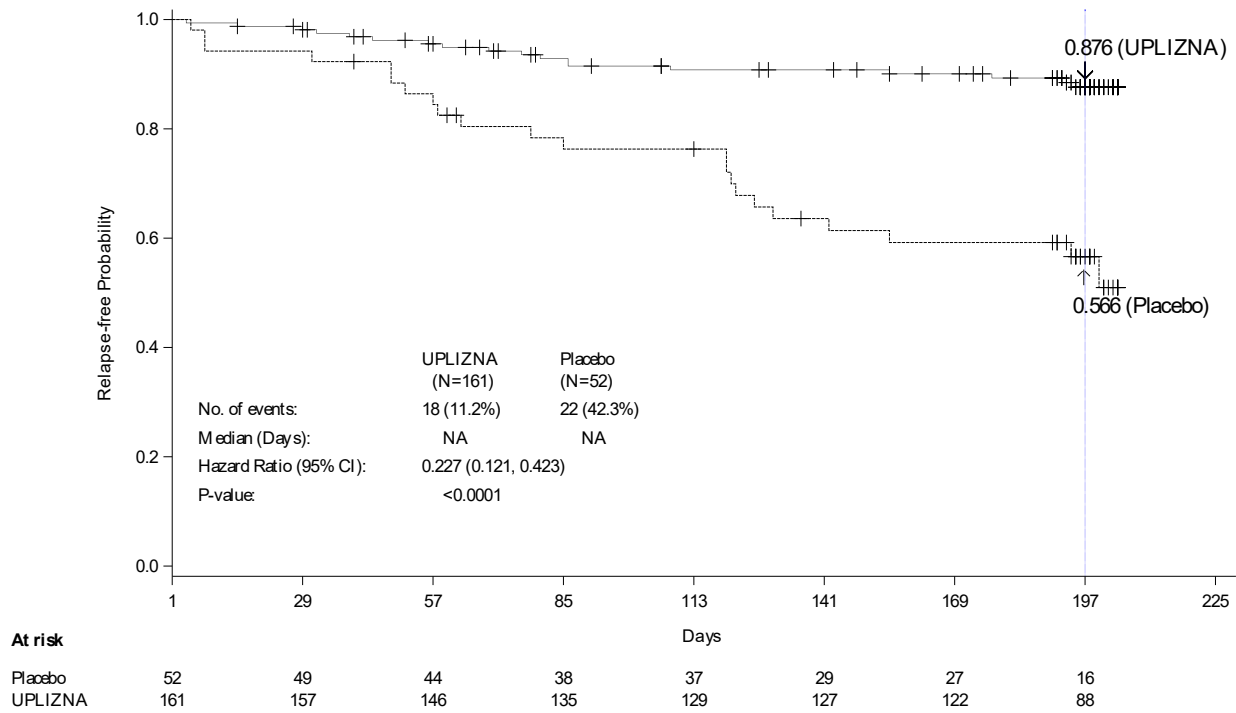 1.0
0.876 (UPLIZNA)
0.8
0.6
0.566 (Placebo)
0.4
0.2
0.0
Relapse-free Probability
UPLIZNA Placebo
(N=161) (N=52)
No. of events: 18 (11.2%) 22 (42.3%)
Median (Days): NA NA
Hazard Ratio (95% CI): 0.227 (0.121, 0.423)
P-value: <0.0001
1 29 57 85 113 141 169 197 225
Days
At risk
Placebo 52 49 44 38 37 29 27 16
UPLIZNA 161 157 146 135 129 127 122 88